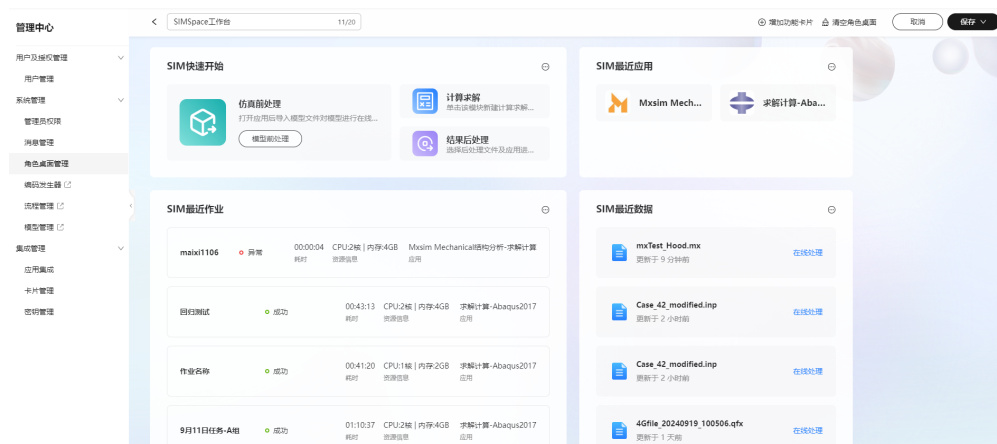 管理中心
SIMSpace工作台
11/20
增加功能卡片
清空角色桌面
取消
保存
用户及授权管理
用户管理
系统管理
管理员权限
消息管理
角色桌面管理
编码发生器
流程管理
模型管理
集成管理
应用集成
卡片管理
密钥管理
SIM快速开始
仿真前处理
打开应用后导入模型文件对模型进行在线...
模型前处理
计算求解
单击该模块新建计算求解...
结果后处理
选择后处理文件及应用进...
SIM最近应用
Mxsim Mech...
求解计算-Aba...
SIM最近作业
maixi1106 异常 00:00:04 CPU:2核 | 内存:4GB Mxsim Mechanical结构分析-求解计算
耗时 资源信息 应用
回归测试 成功 00:43:13 CPU:2核 | 内存:4GB 求解计算-Abaqus2017
耗时 资源信息 应用
作业名称 成功 00:41:20 CPU:1核 | 内存:2GB 求解计算-Abaqus2017
耗时 资源信息 应用
9月11日任务-A组 成功 01:10:37 CPU:2核 | 内存:4GB 求解计算-Abaqus2017
耗时 资源信息 应用
SIM最近数据
mxTest_Hood.mx
更新于 9 分钟前
在线处理
Case_42_modified.inp
更新于 2 小时前
在线处理
Case_42_modified.inp
更新于 2 小时前
在线处理
4Gfile_20240919_100506.qfx
更新于 1 天前
在线处理